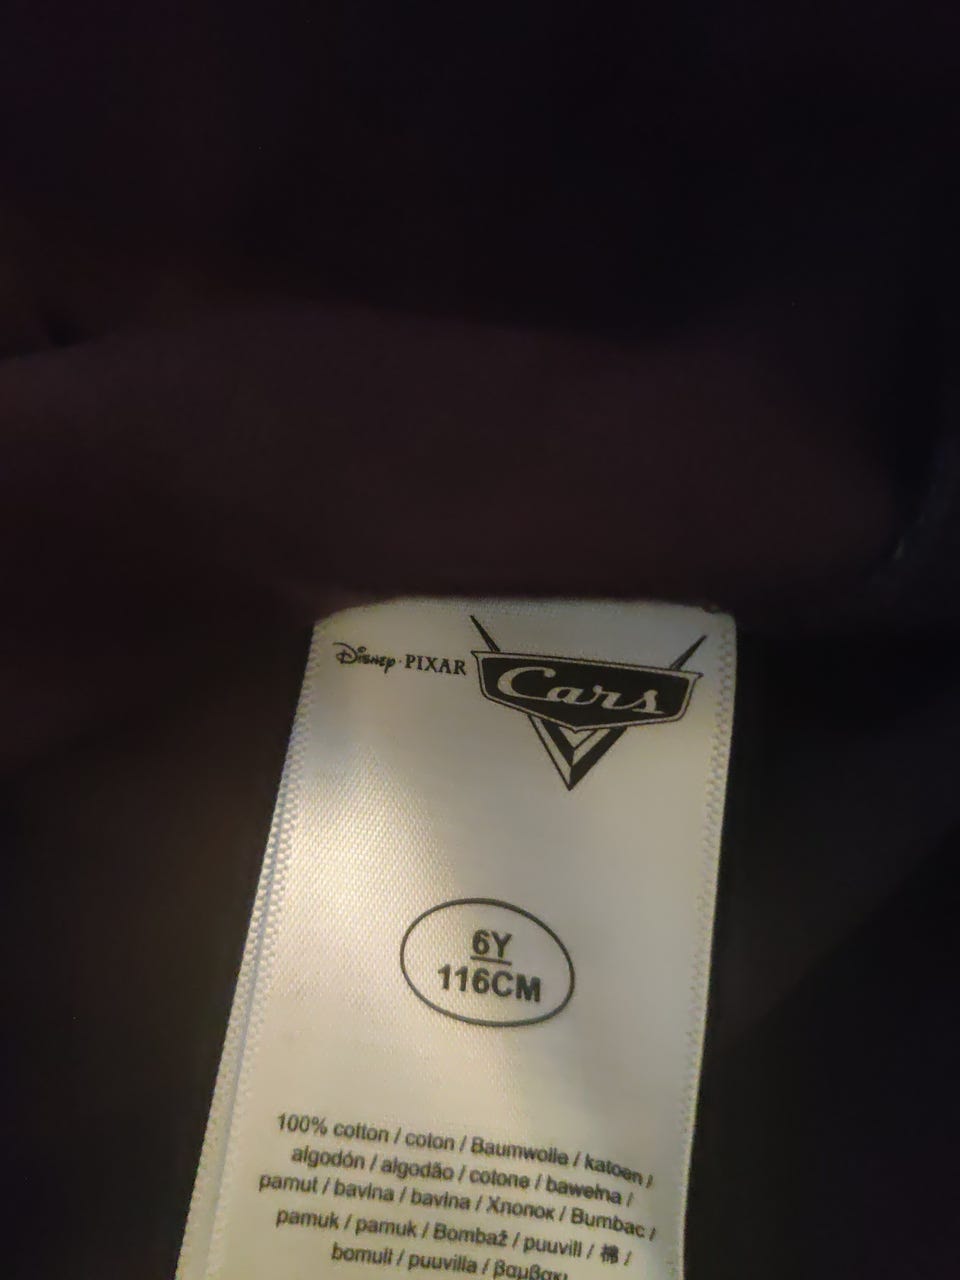 Disney·PIXAR Cars
6Y
116CM
100% cotton / coton / Baumwolle / katoen /
algodón / algodão / cotone / bawełna /
pamut / bavlna / bavlna / Хлопок / Bumbac /
pamuk / pamuk / Bombaž / puuvill / 棉 /
bomull / puuvilla / βαμβακι